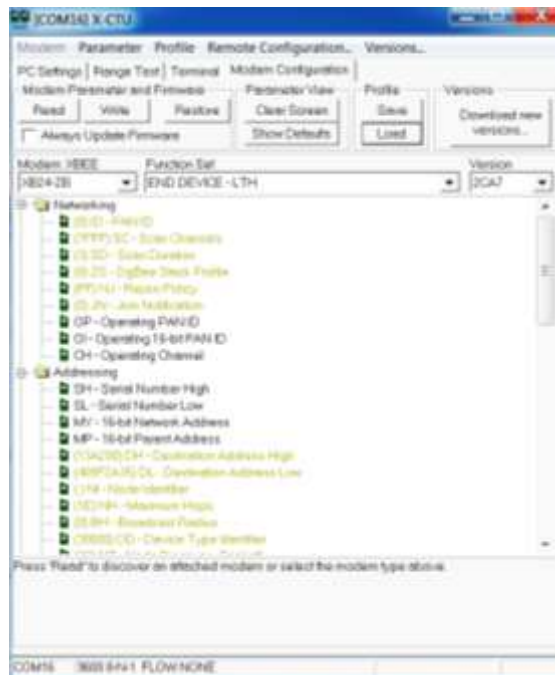 [COM16] X-CTU
Modem Parameter Profile Remote Configuration... Versions...
PC Settings Range Test Terminal Modem Configuration
Modem Parameter and Firmware Parameter View Profile Versions
Read Write Restore Clear Screen Save Download new versions...
Always Update Firmware Show Defaults Load
Modem: XBEE Function Set Version
XB24-ZB END DEVICE - LTH 2CA7
Networking
(0) ID - PAN ID
SC - Scan Channels
(3) SD - Scan Duration
(0) ZS - ZigBee Stack Profile
(FF) NJ - Rejoin Policy
(0) JN - Join Notification
OP - Operating PAN ID
OI - Operating 16-bit PAN ID
CH - Operating Channel
Addressing
SH - Serial Number High
SL - Serial Number Low
MY - 16-bit Network Address
MP - 16-bit Parent Address
(13A200) DH - Destination Address High
DL - Destination Address Low
( ) NI - Node Identifier
(1E) NH - Maximum Hops
(0) BH - Broadcast Radius
(30000) DD - Device Type Identifier
Press 'Read' to discover an attached modem or select the modem type above.
COM16 9600 8-N-1 FLOW:NONE